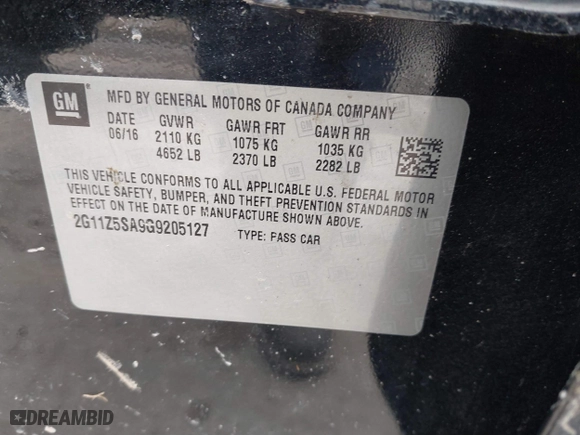 GM
MFD BY GENERAL MOTORS OF CANADA COMPANY
DATE GVWR GAWR FRT GAWR RR
06/16 2110 KG 1075 KG 1035 KG
4652 LB 2370 LB 2282 LB
THIS VEHICLE CONFORMS TO ALL APPLICABLE U.S. FEDERAL MOTOR
VEHICLE SAFETY, BUMPER, AND THEFT PREVENTION STANDARDS IN
EFFECT ON THE DATE OF MANUFACTURE SHOWN ABOVE.
2G11Z5SA9G9205127 TYPE: PASS CAR
DREAMBID